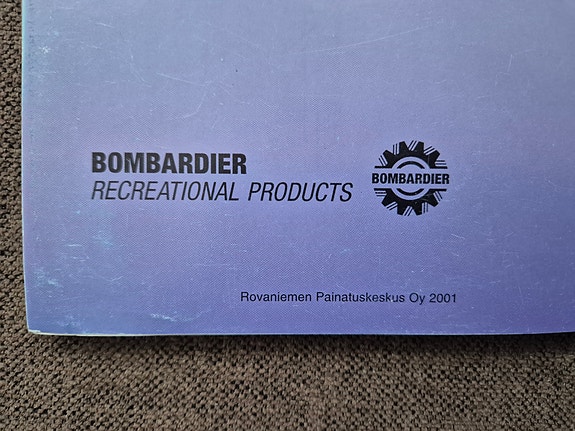 BOMBARDIER
RECREATIONAL PRODUCTS
BOMBARDIER
Rovaniemen Painatuskeskus Oy 2001